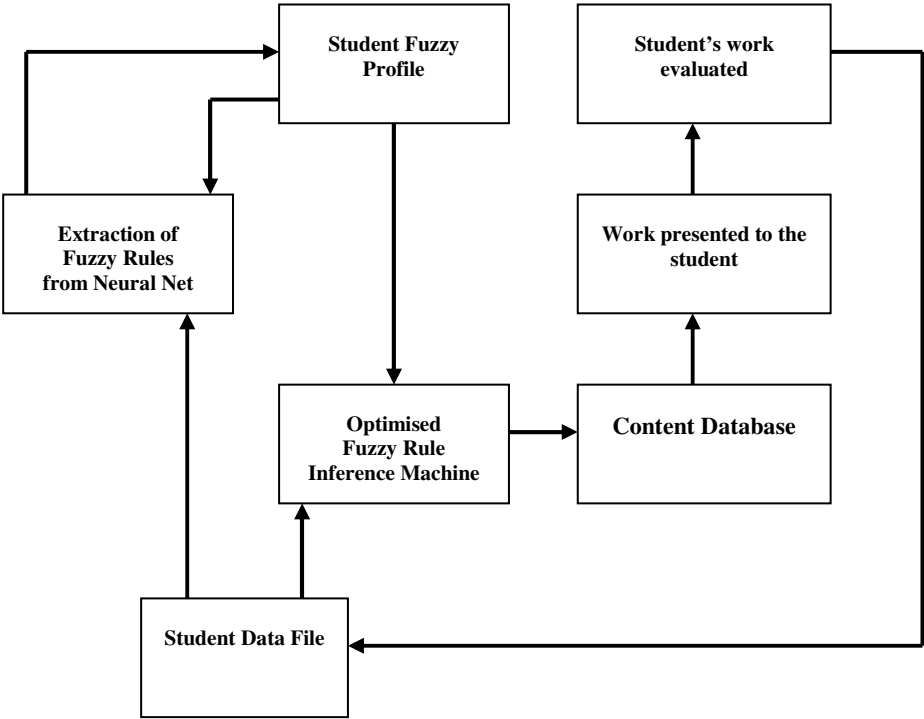 Student Fuzzy
Profile
Student’s work
evaluated
Extraction of
Fuzzy Rules
from Neural Net
Work presented to the
student
Optimised
Fuzzy Rule
Inference Machine
Content Database
Student Data File